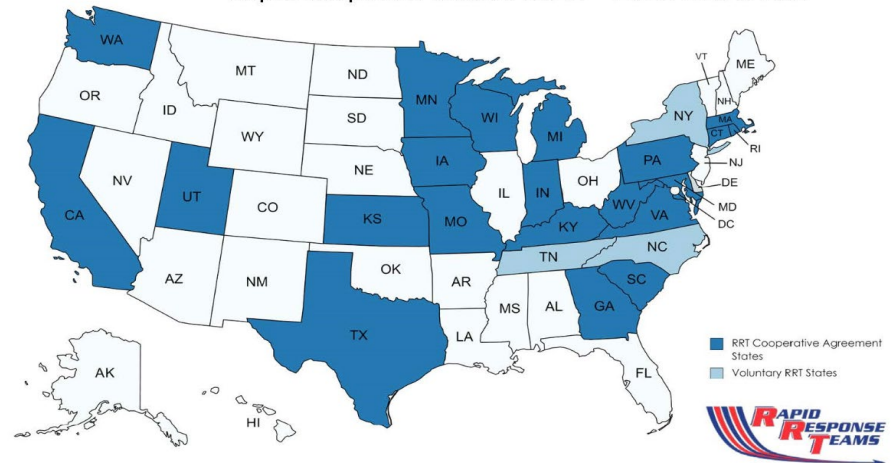 WA
MT
ND
MN
VT
ME
OR
ID
SD
WI
NY
NH
MA
WY
MI
CT
RI
IA
NE
PA
NJ
NV
UT
IL
IN
OH
DE
CO
WV
MD
CA
KS
MO
KY
VA
DC
NC
TN
AZ
NM
OK
AR
SC
MS
AL
GA
TX
LA
RRT Cooperative Agreement
States
Voluntary RRT States
AK
FL
HI
RAPID
RESPONSE
TEAMS